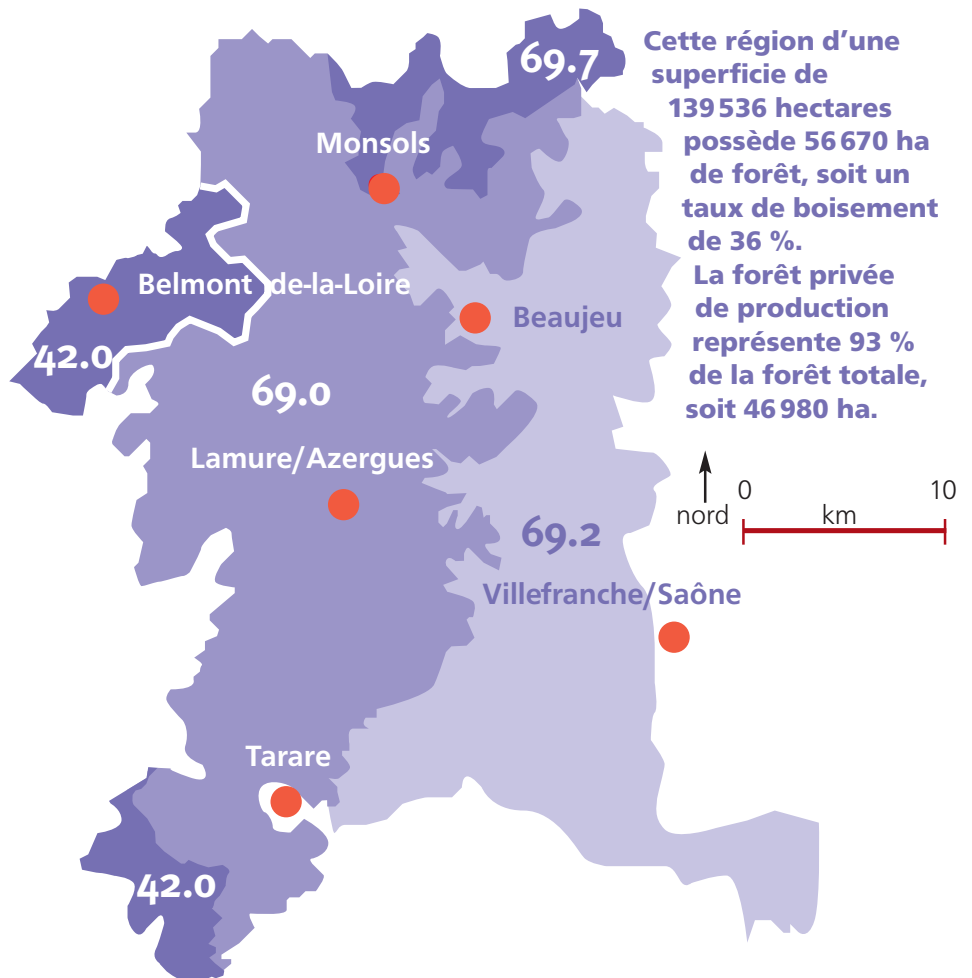 69.7
Cette région d'une
superficie de
139 536 hectares
possède 56 670 ha
de forêt, soit un
taux de boisement
de 36 %.
La forêt privée
de production
représente 93 %
de la forêt totale,
soit 46 980 ha.
Monsols
Belmont de-la-Loire
Beaujeu
42.0
69.0
Lamure/Azergues
nord
0
10
km
69.2
Villefranche/Saône
Tarare
42.0